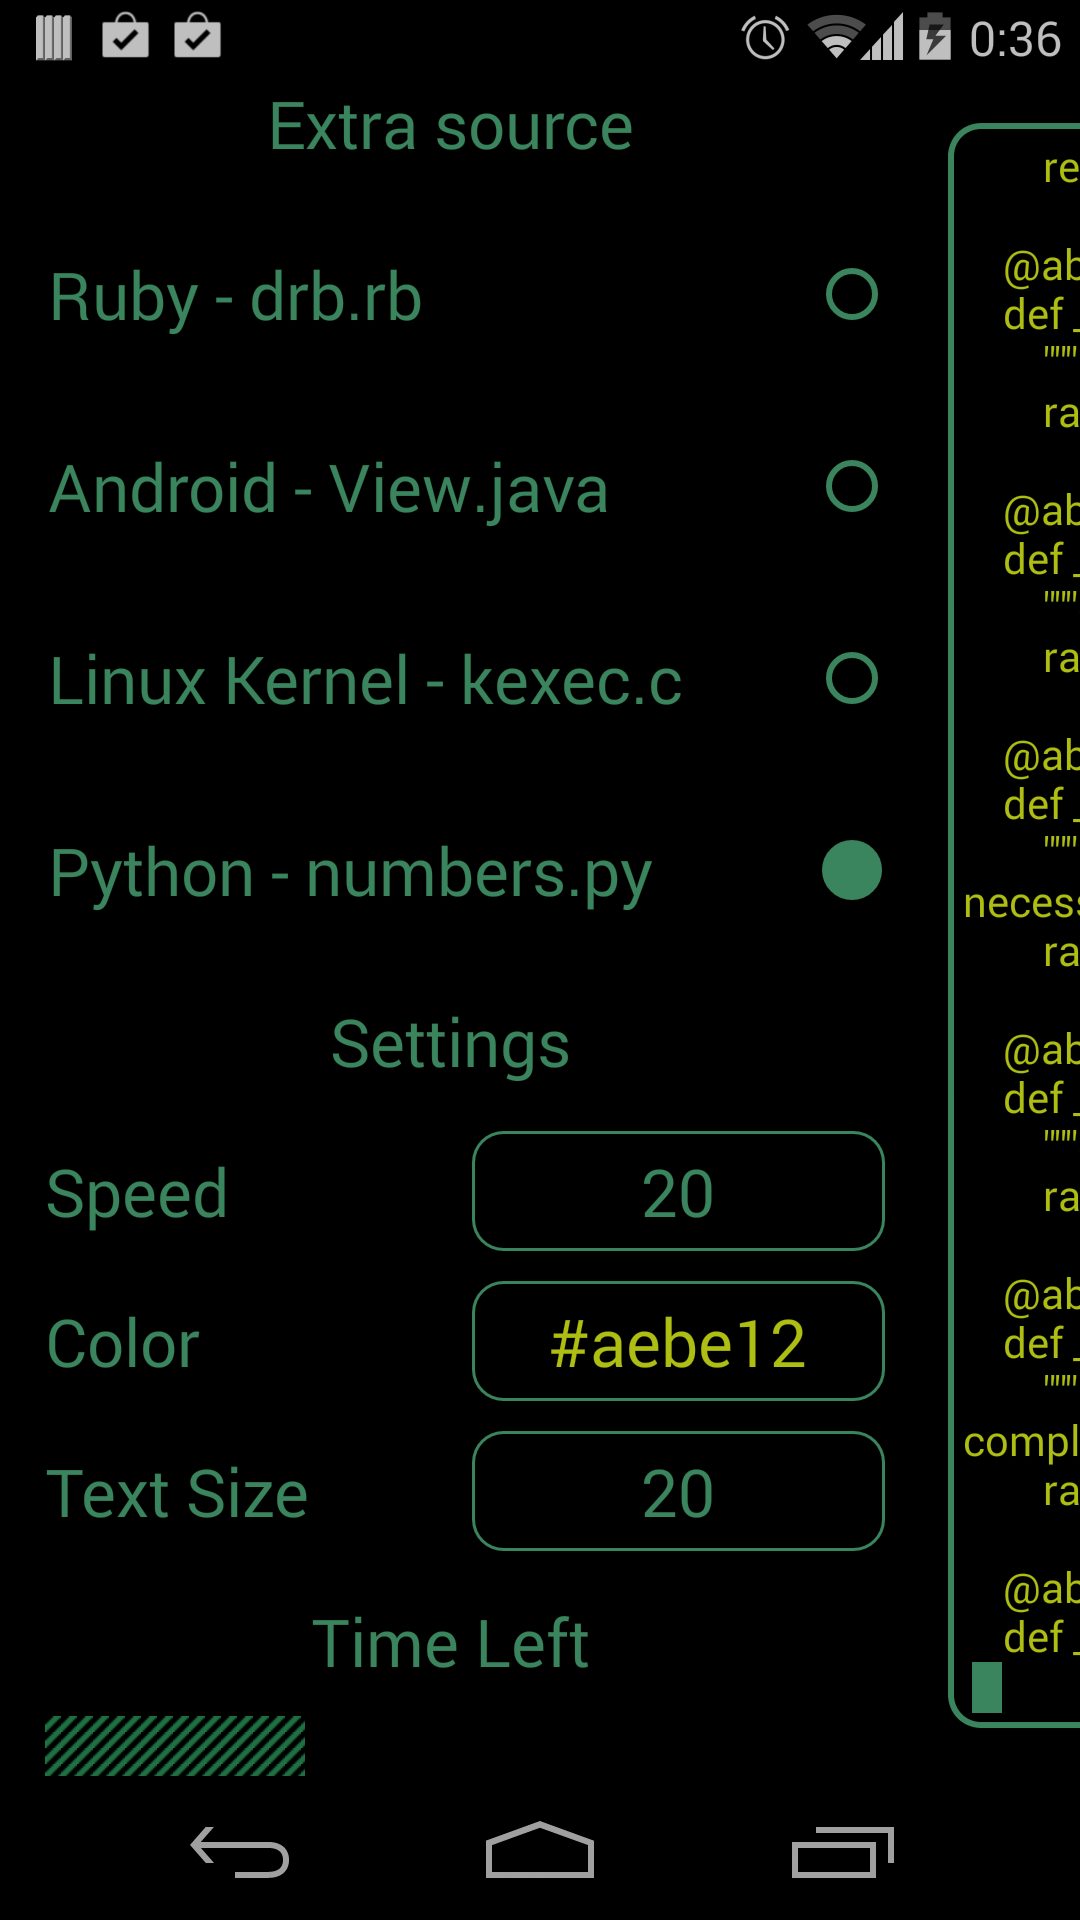 0:36
Extra source
Ruby - drb.rb
Android - View.java
Linux Kernel - kexec.c
Python - numbers.py
Settings
Speed
20
Color
#aebe12
Text Size
20
Time Left
re
@ab
def _
"""
ra
@ab
def _
"""
ra
@ab
def _
"""
necess
ra
@ab
def _
"""
ra
@ab
def _
"""
compl
ra
@ab
def _